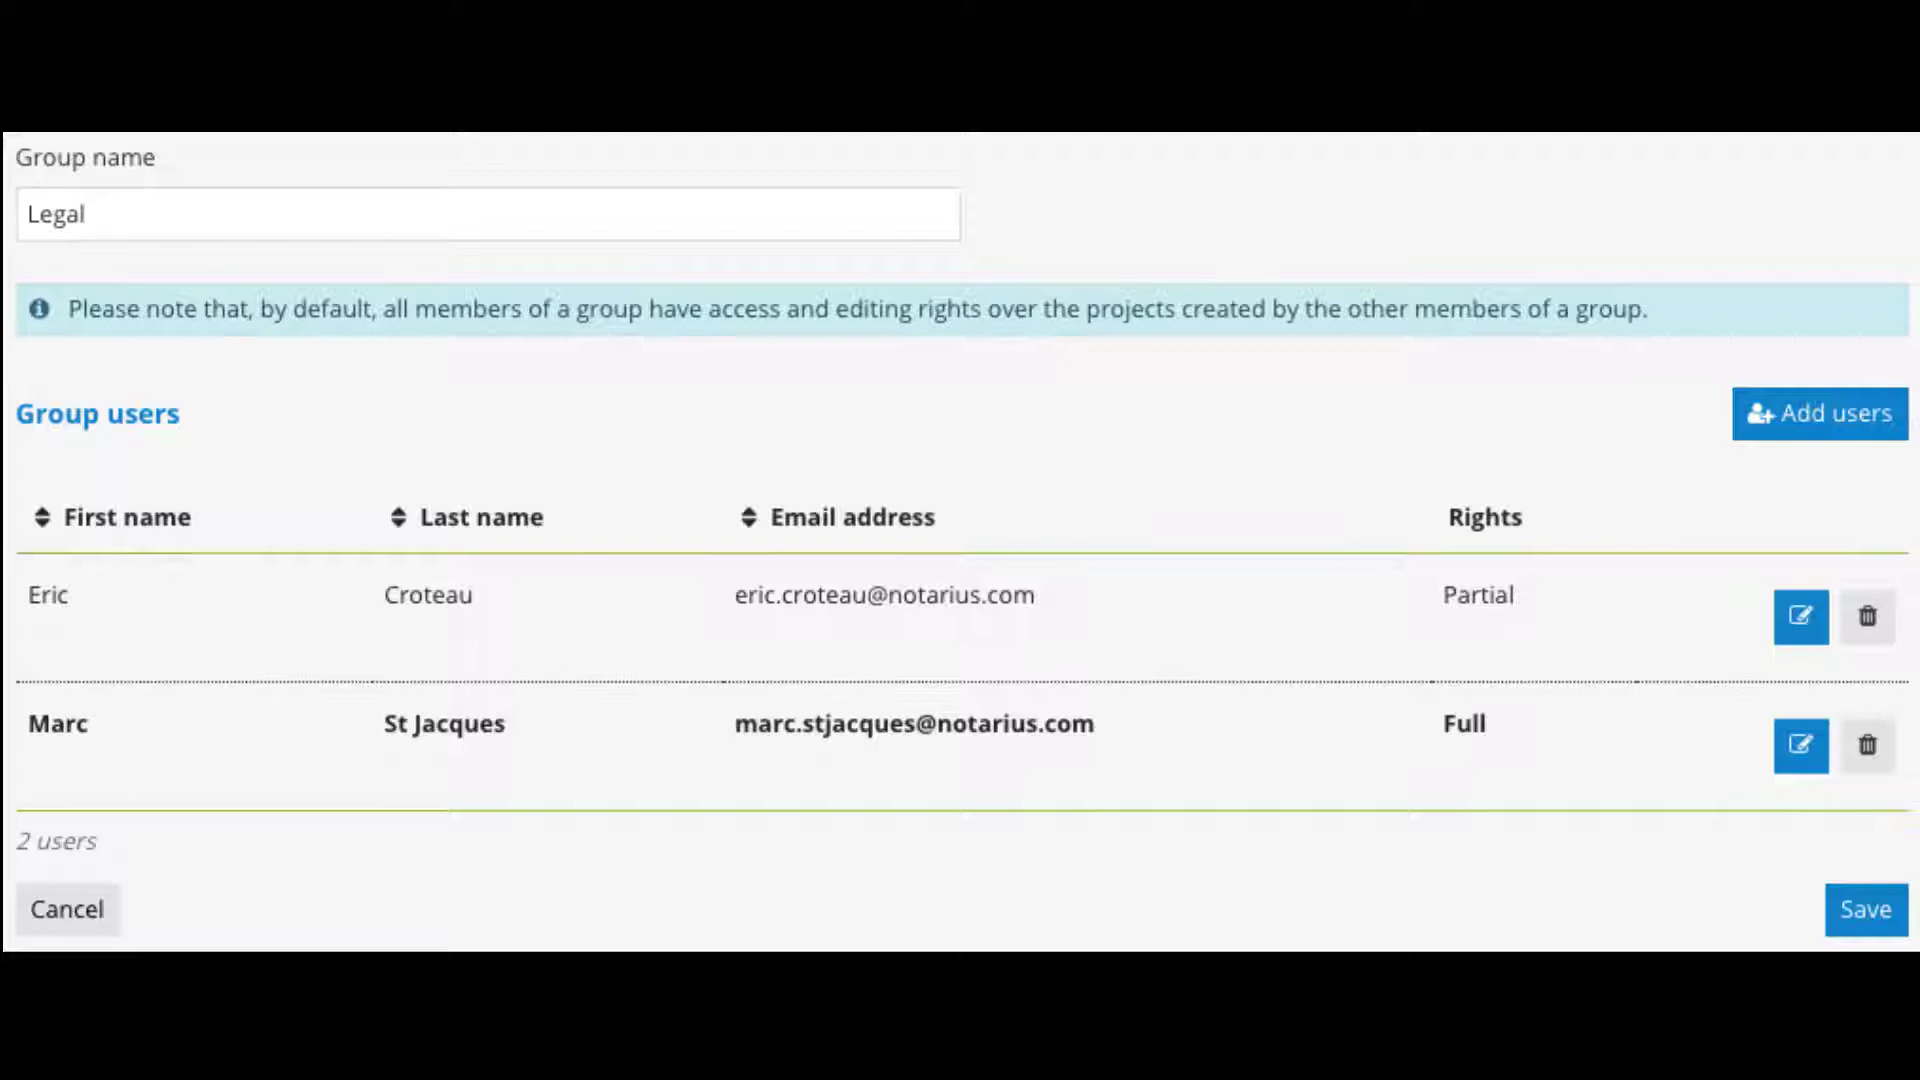 Group name
Legal
Please note that, by default, all members of a group have access and editing rights over the projects created by the other members of a group.
Group users
Add users
First name Last name Email address Rights
Eric Croteau eric.croteau@notarius.com Partial
Marc St Jacques marc.stjacques@notarius.com Full
2 users
Cancel Save